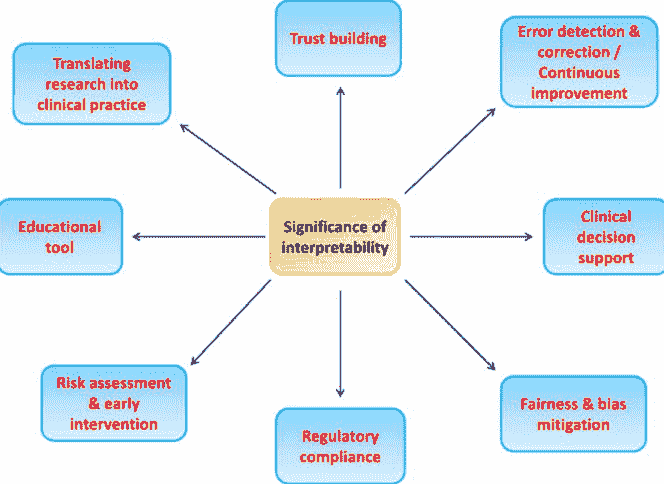 Trust building
Error detection &
correction /
Continuous
improvement
Translating
research into
clinical practice
Educational
tool
Significance of
interpretability
Clinical
decision
support
Risk assessment
& early
intervention
Regulatory
compliance
Fairness & bias
mitigation